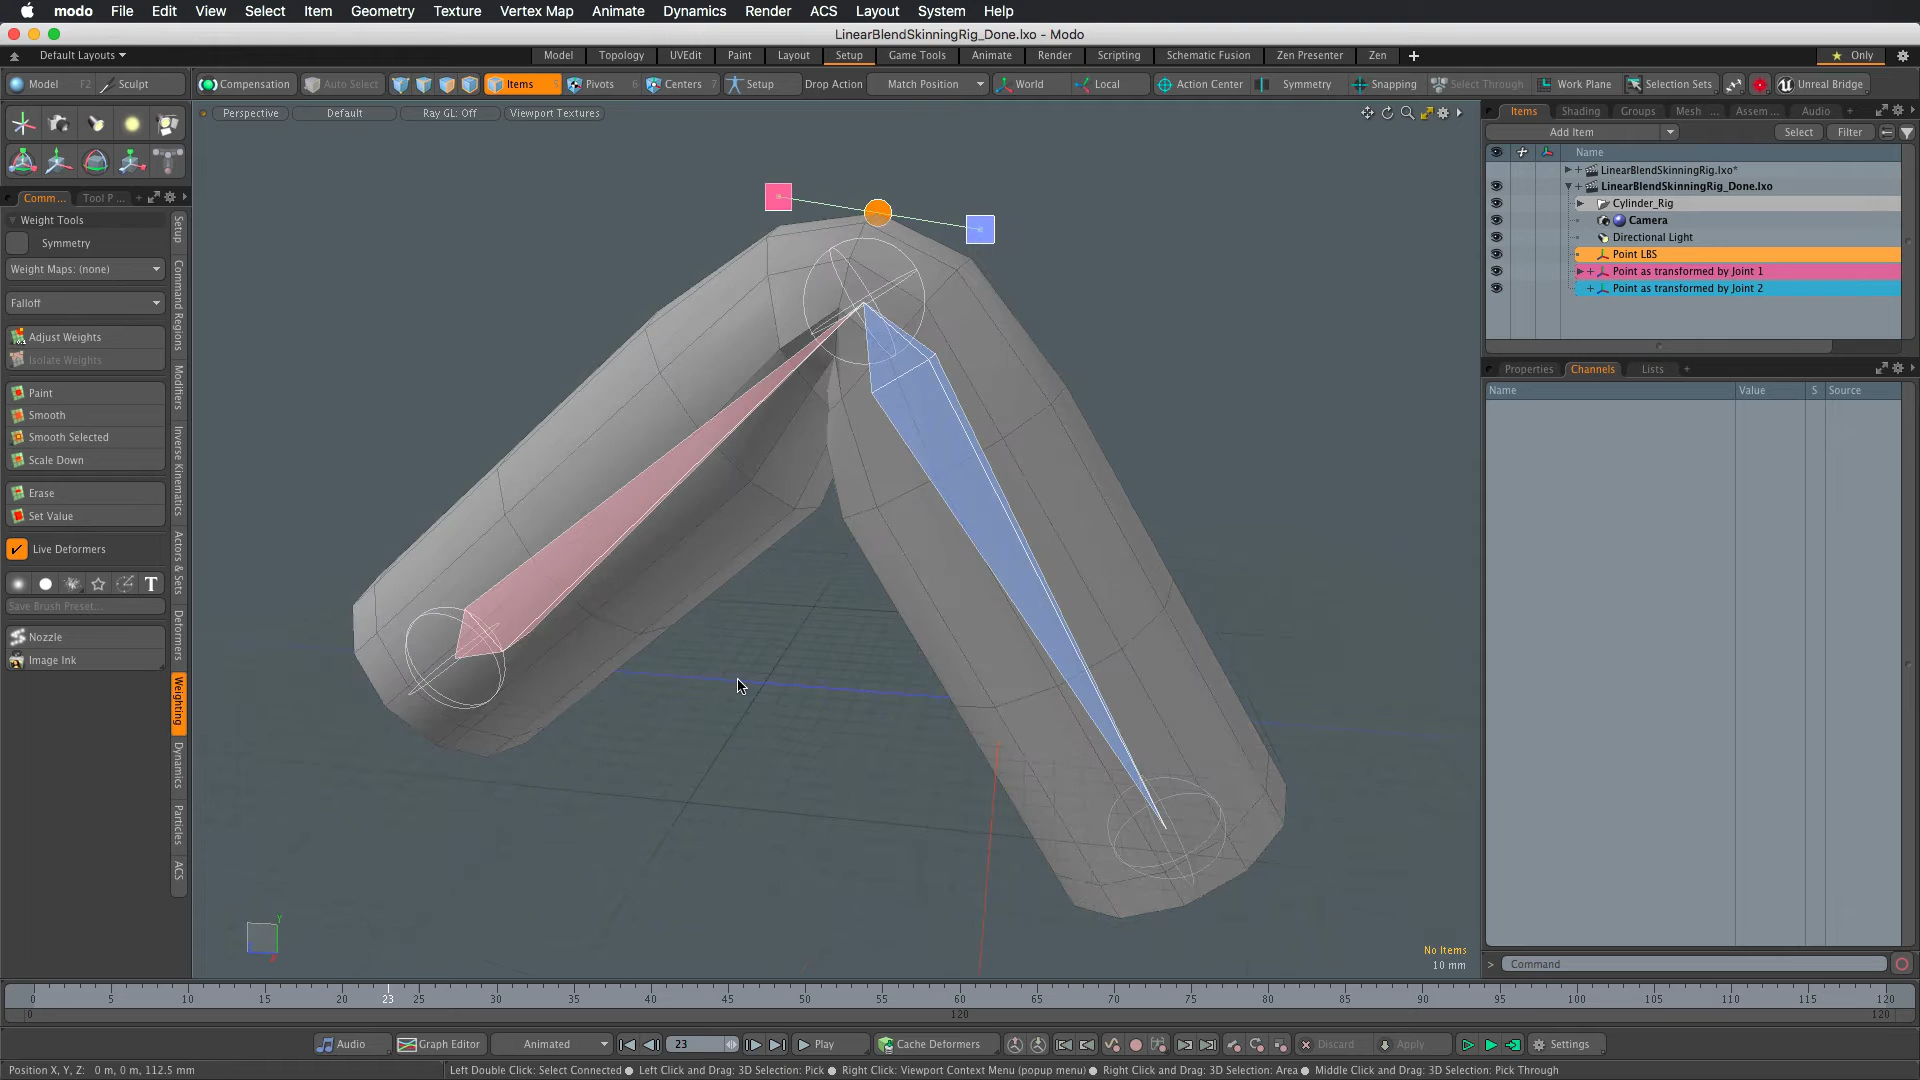 modo File Edit View Select Item Geometry Texture Vertex Map Animate Dynamics Render ACS Layout System Help
LinearBlendSkinningRig_Done.lxo - Modo
Default Layouts Model Topology UVEdit Paint Layout Setup Game Tools Animate Render Scripting Schematic Fusion Zen Presenter Zen + Only
Model F2 Sculpt Compensation Auto Select Items 5 Pivots 6 Centers 7 Setup Drop Action Match Position World Local Action Center Symmetry Snapping Select Through Work Plane Selection Sets Unreal Bridge
Perspective Default Ray GL: Off Viewport Textures
Items Shading Groups Mesh ... Assem ... Audio +
Add Item Select Filter
Name
LinearBlendSkinningRig.lxo*
LinearBlendSkinningRig_Done.lxo
Cylinder_Rig
Camera
Directional Light
Point LBS
Point as transformed by Joint 1
Point as transformed by Joint 2
Properties Channels Lists +
Name Value S Source
Comm... Tool P ... +
Weight Tools
Symmetry
Weight Maps: (none)
Falloff
Adjust Weights
Isolate Weights
Paint
Smooth
Smooth Selected
Scale Down
Erase
Set Value
Live Deformers
T
Save Brush Preset...
Nozzle
Image Ink
Setup
Command Regions
Modifiers
Inverse Kinematics
Actors & Sets
Deformers
Weighting
Dynamics
Particles
ACS
Y
No Items
10 mm
> Command
0 5 10 15 20 23 25 30 35 40 45 50 55 60 65 70 75 80 85 90 95 100 105 110 115 120
0 120 120
Audio Graph Editor Animated 23 Play Cache Deformers Discard Apply Settings
Position X, Y, Z: 0 m, 0 m, 112.5 mm
Left Double Click: Select Connected ● Left Click and Drag: 3D Selection: Pick ● Right Click: Viewport Context Menu (popup menu) ● Right Click and Drag: 3D Selection: Area ● Middle Click and Drag: 3D Selection: Pick Through